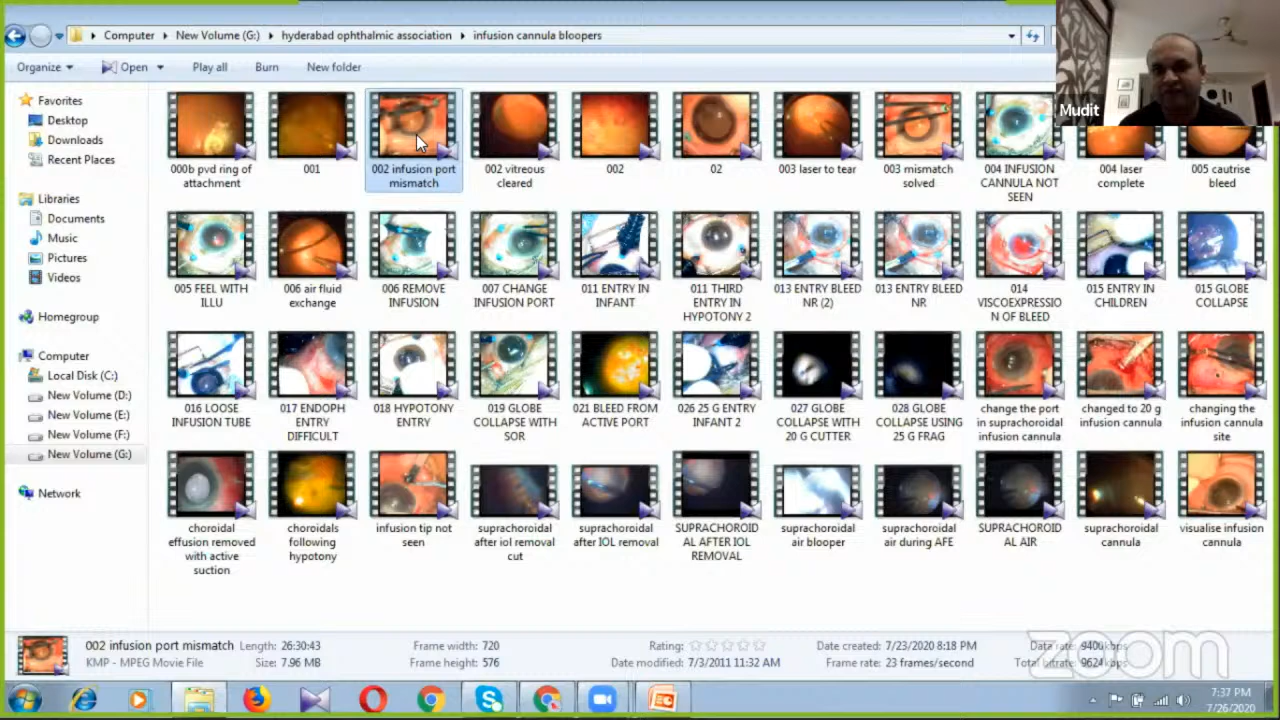 Computer New Volume (G:) hyderabad ophthalmic association infusion cannula bloopers
Organize Open Play all Burn New folder
Mudit
Favorites
Desktop
Downloads
Recent Places
Libraries
Documents
Music
Pictures
Videos
Homegroup
Computer
Local Disk (C:)
New Volume (D:)
New Volume (E:)
New Volume (F:)
New Volume (G:)
Network
000b pvd ring of
attachment
001
002 infusion port
mismatch
002 vitreous
cleared
002
02
003 laser to tear
003 mismatch
solved
004 INFUSION
CANNULA NOT
SEEN
004 laser
complete
005 cautrise
bleed
005 FEEL WITH
ILLU
006 air fluid
exchange
006 REMOVE
INFUSION
007 CHANGE
INFUSION PORT
011 ENTRY IN
INFANT
011 THIRD
ENTRY IN
HYPOTONY 2
013 ENTRY BLEED
NR (2)
013 ENTRY BLEED
NR
014
VISCOEXPRESSIO
N OF BLEED
015 ENTRY IN
CHILDREN
015 GLOBE
COLLAPSE
016 LOOSE
INFUSION TUBE
017 ENDOPH
ENTRY
DIFFICULT
018 HYPOTONY
ENTRY
019 GLOBE
COLLAPSE WITH
SOR
021 BLEED FROM
ACTIVE PORT
026 25 G ENTRY
INFANT 2
027 GLOBE
COLLAPSE WITH
20 G CUTTER
028 GLOBE
COLLAPSE USING
25 G FRAG
change the port
in suprachoroidal
infusion cannula
changed to 20 g
infusion cannula
changing the
infusion cannula
site
choroidal
effusion removed
with active
suction
choroidals
following
hypotony
infusion tip not
seen
suprachoroidal
after iol removal
cut
suprachoroidal
after IOL removal
SUPRACHOROID
AL AFTER IOL
REMOVAL
suprachoroidal
air blooper
suprachoroidal
air during AFE
SUPRACHOROID
AL AIR
suprachoroidal
cannula
visualise infusion
cannula
002 infusion port mismatch Length: 26:30:43 Frame width: 720 Rating: Date created: 7/23/2020 8:18 PM Data rate: 9400kbps
KMP - MPEG Movie File Size: 7.96 MB Frame height: 576 Date modified: 7/3/2011 11:32 AM Frame rate: 23 frames/second Total bitrate: 9624kbps
zoom
7:37 PM
7/26/2020